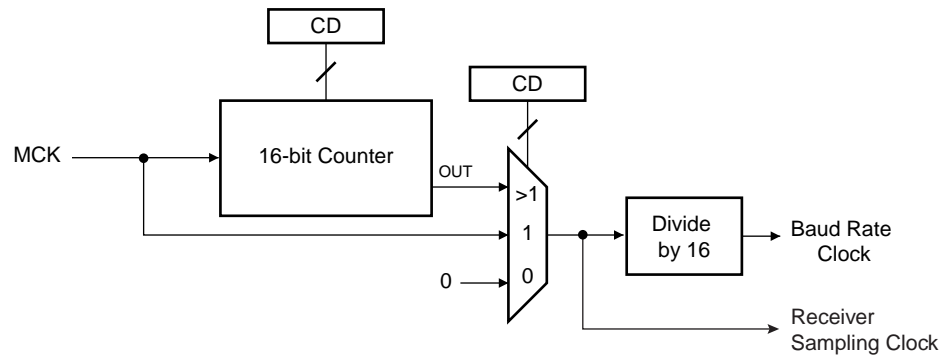 CD
CD
MCK
16-bit Counter
OUT
>1
1
0
0
Divide
by 16
Baud Rate
Clock
Receiver
Sampling Clock